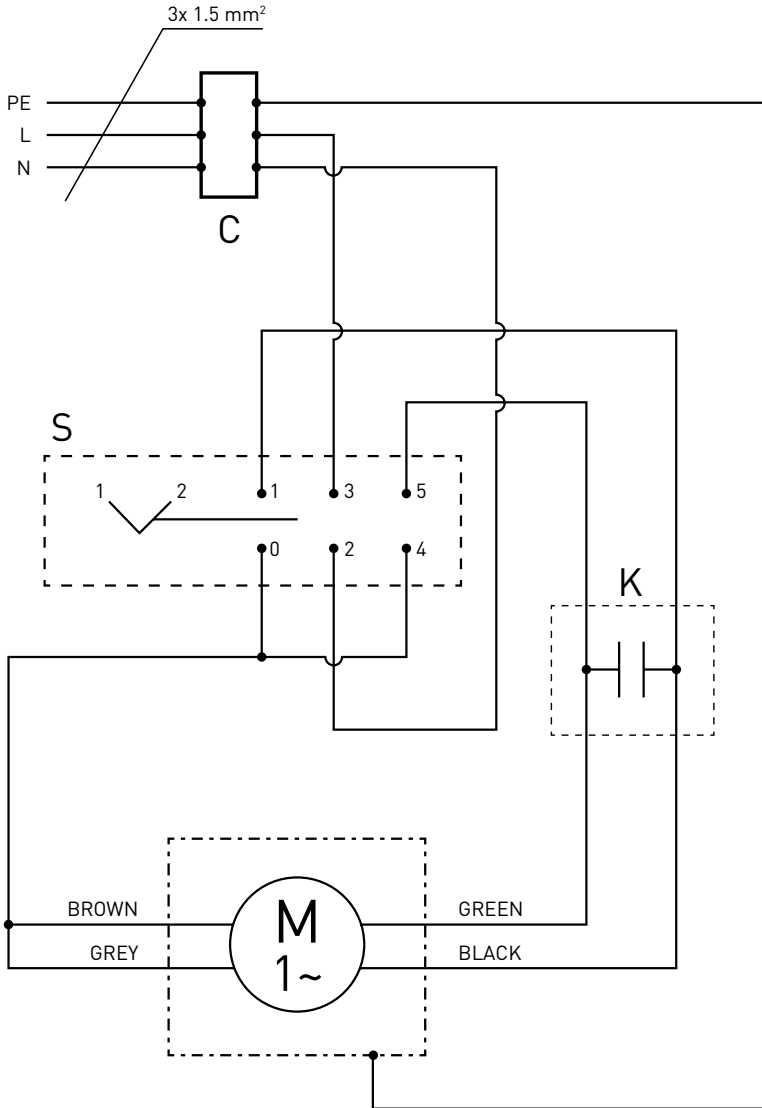 3x 1.5 mm²
PE
L
N
C
S
1 2 1 3 5
0 2 4
K
BROWN M GREEN
GREY 1~ BLACK